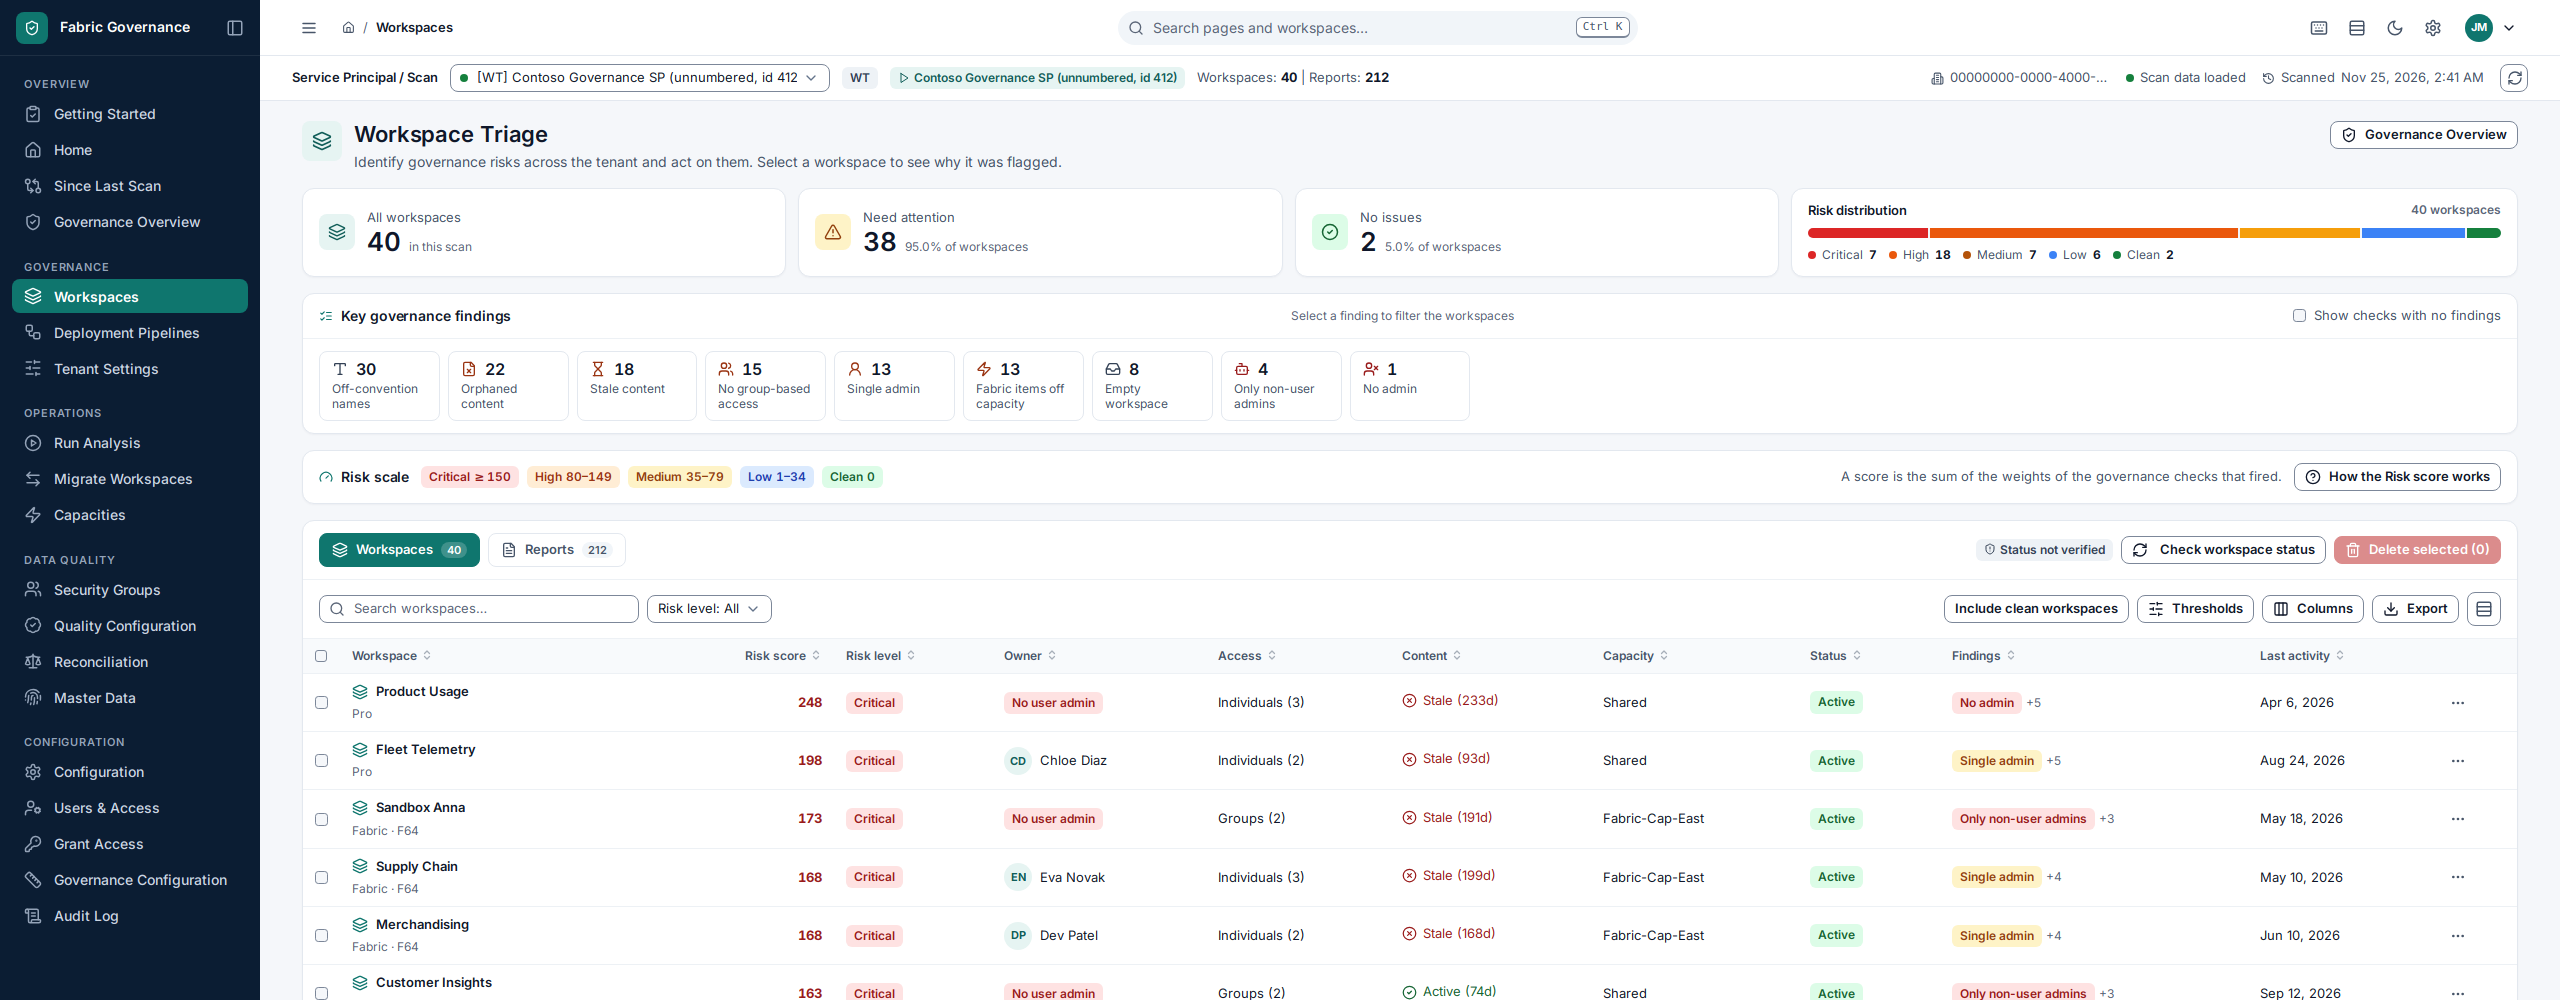 Fabric Governance
/ Workspaces
Search pages and workspaces...
Ctrl K
JM
Service Principal / Scan
[WT] Contoso Governance SP (unnumbered, id 412
WT
Contoso Governance SP (unnumbered, id 412)
Workspaces: 40 | Reports: 212
00000000-0000-4000-...
Scan data loaded
Scanned Nov 25, 2026, 2:41 AM
OVERVIEW
Getting Started
Home
Since Last Scan
Governance Overview
GOVERNANCE
Workspaces
Deployment Pipelines
Tenant Settings
OPERATIONS
Run Analysis
Migrate Workspaces
Capacities
DATA QUALITY
Security Groups
Quality Configuration
Reconciliation
Master Data
CONFIGURATION
Configuration
Users & Access
Grant Access
Governance Configuration
Audit Log
Workspace Triage
Identify governance risks across the tenant and act on them. Select a workspace to see why it was flagged.
Governance Overview
All workspaces
40 in this scan
Need attention
38 95.0% of workspaces
No issues
2 5.0% of workspaces
Risk distribution
40 workspaces
Critical 7 High 18 Medium 7 Low 6 Clean 2
Key governance findings
Select a finding to filter the workspaces
Show checks with no findings
30
Off-convention
names
22
Orphaned
content
18
Stale content
15
No group-based
access
13
Single admin
13
Fabric items off
capacity
8
Empty
workspace
4
Only non-user
admins
1
No admin
Risk scale
Critical ≥ 150
High 80–149
Medium 35–79
Low 1–34
Clean 0
A score is the sum of the weights of the governance checks that fired.
How the Risk score works
Workspaces 40
Reports 212
Status not verified
Check workspace status
Delete selected (0)
Search workspaces...
Risk level: All
Include clean workspaces
Thresholds
Columns
Export
Workspace Risk score Risk level Owner Access Content Capacity Status Findings Last activity
Product Usage
Pro
248 Critical No user admin Individuals (3) Stale (233d) Shared Active No admin +5 Apr 6, 2026 ...
Fleet Telemetry
Pro
198 Critical CD Chloe Diaz Individuals (2) Stale (93d) Shared Active Single admin +5 Aug 24, 2026 ...
Sandbox Anna
Fabric · F64
173 Critical No user admin Groups (2) Stale (191d) Fabric-Cap-East Active Only non-user admins +3 May 18, 2026 ...
Supply Chain
Fabric · F64
168 Critical EN Eva Novak Individuals (3) Stale (199d) Fabric-Cap-East Active Single admin +4 May 10, 2026 ...
Merchandising
Fabric · F64
168 Critical DP Dev Patel Individuals (2) Stale (168d) Fabric-Cap-East Active Single admin +4 Jun 10, 2026 ...
Customer Insights
163 Critical No user admin Groups (2) Active (74d) Shared Active Only non-user admins +3 Sep 12, 2026 ...